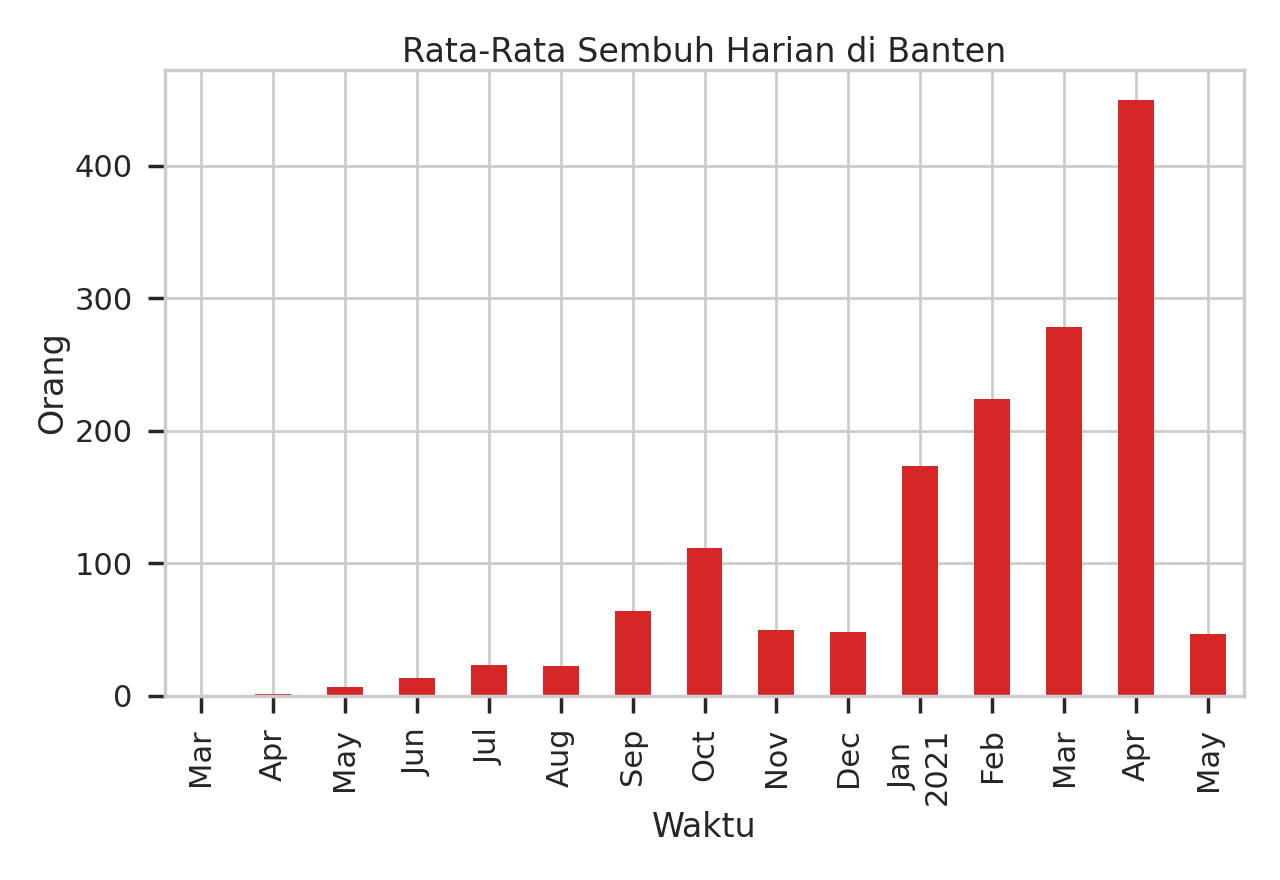 Rata-Rata Sembuh Harian di Banten
Orang
400
300
200
100
0
Mar
Apr
May
Jun
Jul
Aug
Sep
Oct
Nov
Dec
Jan
2021
Feb
Mar
Apr
May
Waktu